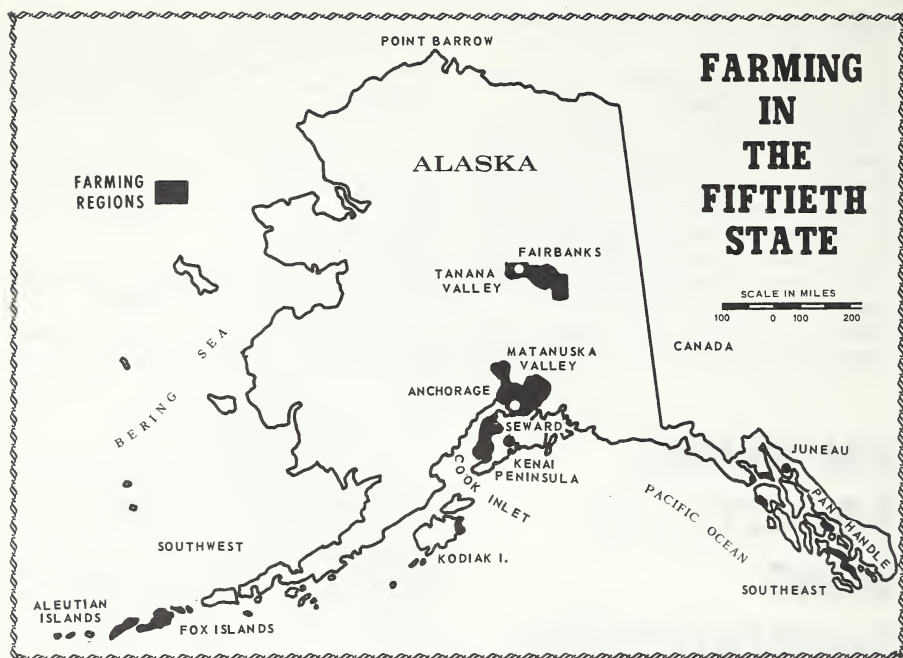 POINT BARROW
FARMING
IN
THE
FIFTIETH
STATE
ALASKA
FARMING
REGIONS
FAIRBANKS
TANANA
VALLEY
SCALE IN MILES
100 0 100 200
BERING SEA
CANADA
MATANUSKA
VALLEY
ANCHORAGE
SEWARD
KENAI
PENINSULA
COOK INLET
JUNEAU
PAN HANDLE
PACIFIC OCEAN
SOUTHWEST
KODIAK I.
SOUTHEAST
ALEUTIAN
ISLANDS
FOX ISLANDS